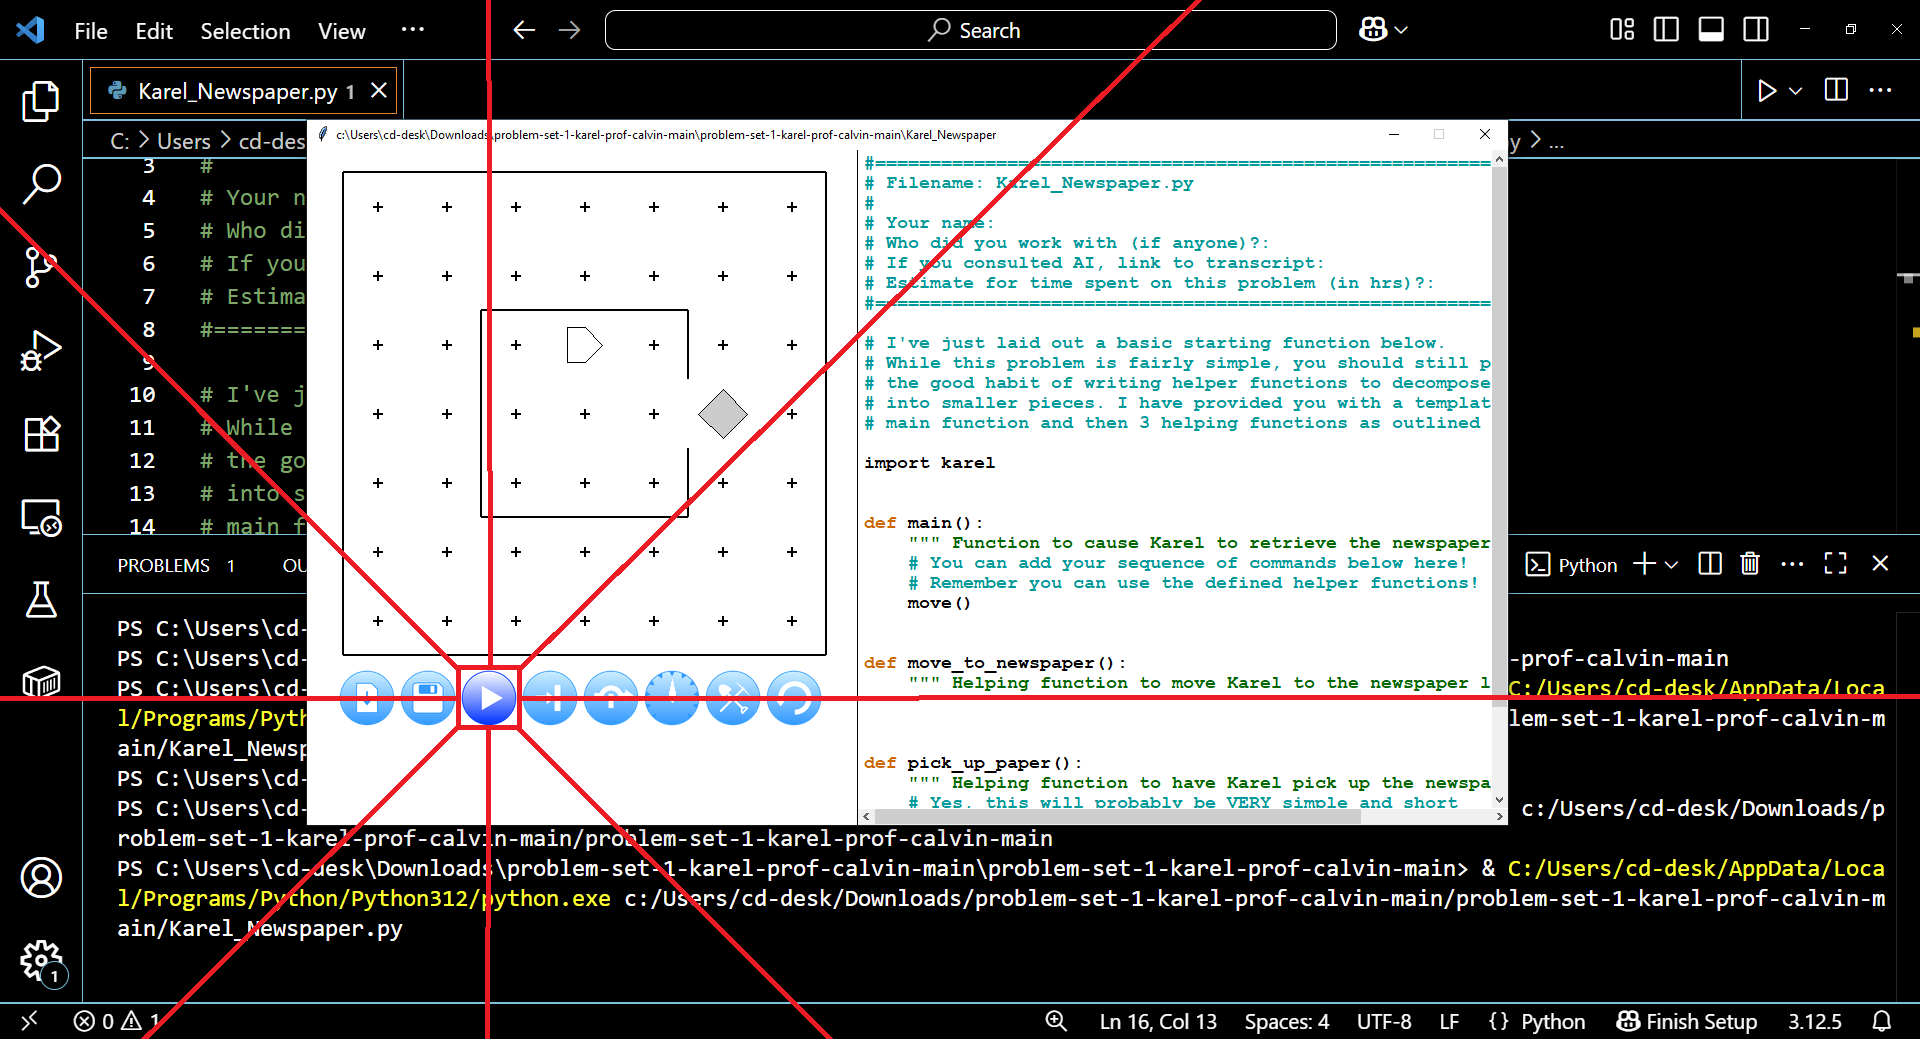 File Edit Selection View ... Search
Karel_Newspaper.py 1
C: > Users > cd-des
y > ...
c:\Users\cd-desk\Downloads\problem-set-1-karel-prof-calvin-main\problem-set-1-karel-prof-calvin-main\Karel_Newspaper
3 #
4 # Your n
5 # Who di
6 # If you
7 # Estima
8 #========
9
10 # I've j
11 # While
12 # the go
13 # into s
14 # main f
#=========================================================
# Filename: Karel_Newspaper.py
#
# Your name:
# Who did you work with (if anyone)?:
# If you consulted AI, link to transcript:
# Estimate for time spent on this problem (in hrs)?:
#=========================================================
# I've just laid out a basic starting function below.
# While this problem is fairly simple, you should still p
# the good habit of writing helper functions to decompose
# into smaller pieces. I have provided you with a templat
# main function and then 3 helping functions as outlined
import karel
def main():
""" Function to cause Karel to retrieve the newspaper
# You can add your sequence of commands below here!
# Remember you can use the defined helper functions!
move()
def move_to_newspaper():
""" Helping function to move Karel to the newspaper l
def pick_up_paper():
""" Helping function to have Karel pick up the newspa
# Yes, this will probably be VERY simple and short
PROBLEMS 1 OU
Python
PS C:\Users\cd-
PS C:\Users\cd- -prof-calvin-main
PS C:\Users\cd- C:/Users/cd-desk/AppData/Loca
l/Programs/Pyth lem-set-1-karel-prof-calvin-m
ain/Karel_Newsp
PS C:\Users\cd-
PS C:\Users\cd- c:/Users/cd-desk/Downloads/p
roblem-set-1-karel-prof-calvin-main/problem-set-1-karel-prof-calvin-main
PS C:\Users\cd-desk\Downloads\problem-set-1-karel-prof-calvin-main\problem-set-1-karel-prof-calvin-main> & C:/Users/cd-desk/AppData/Loca
l/Programs/Python/Python312/python.exe c:/Users/cd-desk/Downloads/problem-set-1-karel-prof-calvin-main/problem-set-1-karel-prof-calvin-m
ain/Karel_Newspaper.py
1
0 1 Ln 16, Col 13 Spaces: 4 UTF-8 LF {} Python Finish Setup 3.12.5